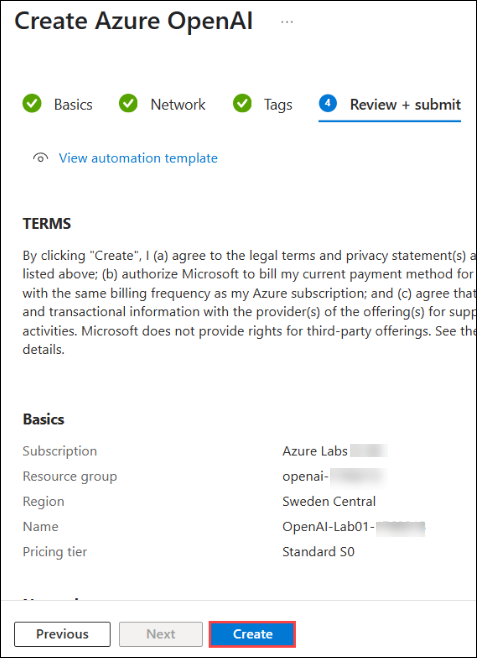 Create Azure OpenAI ...
Basics Network Tags 4 Review + submit
View automation template
TERMS
By clicking "Create", I (a) agree to the legal terms and privacy statement(s) a
listed above; (b) authorize Microsoft to bill my current payment method for
with the same billing frequency as my Azure subscription; and (c) agree that
and transactional information with the provider(s) of the offering(s) for supp
activities. Microsoft does not provide rights for third-party offerings. See the
details.
Basics
Subscription Azure Labs
Resource group openai-
Region Sweden Central
Name OpenAI-Lab01-
Pricing tier Standard S0
Previous Next Create